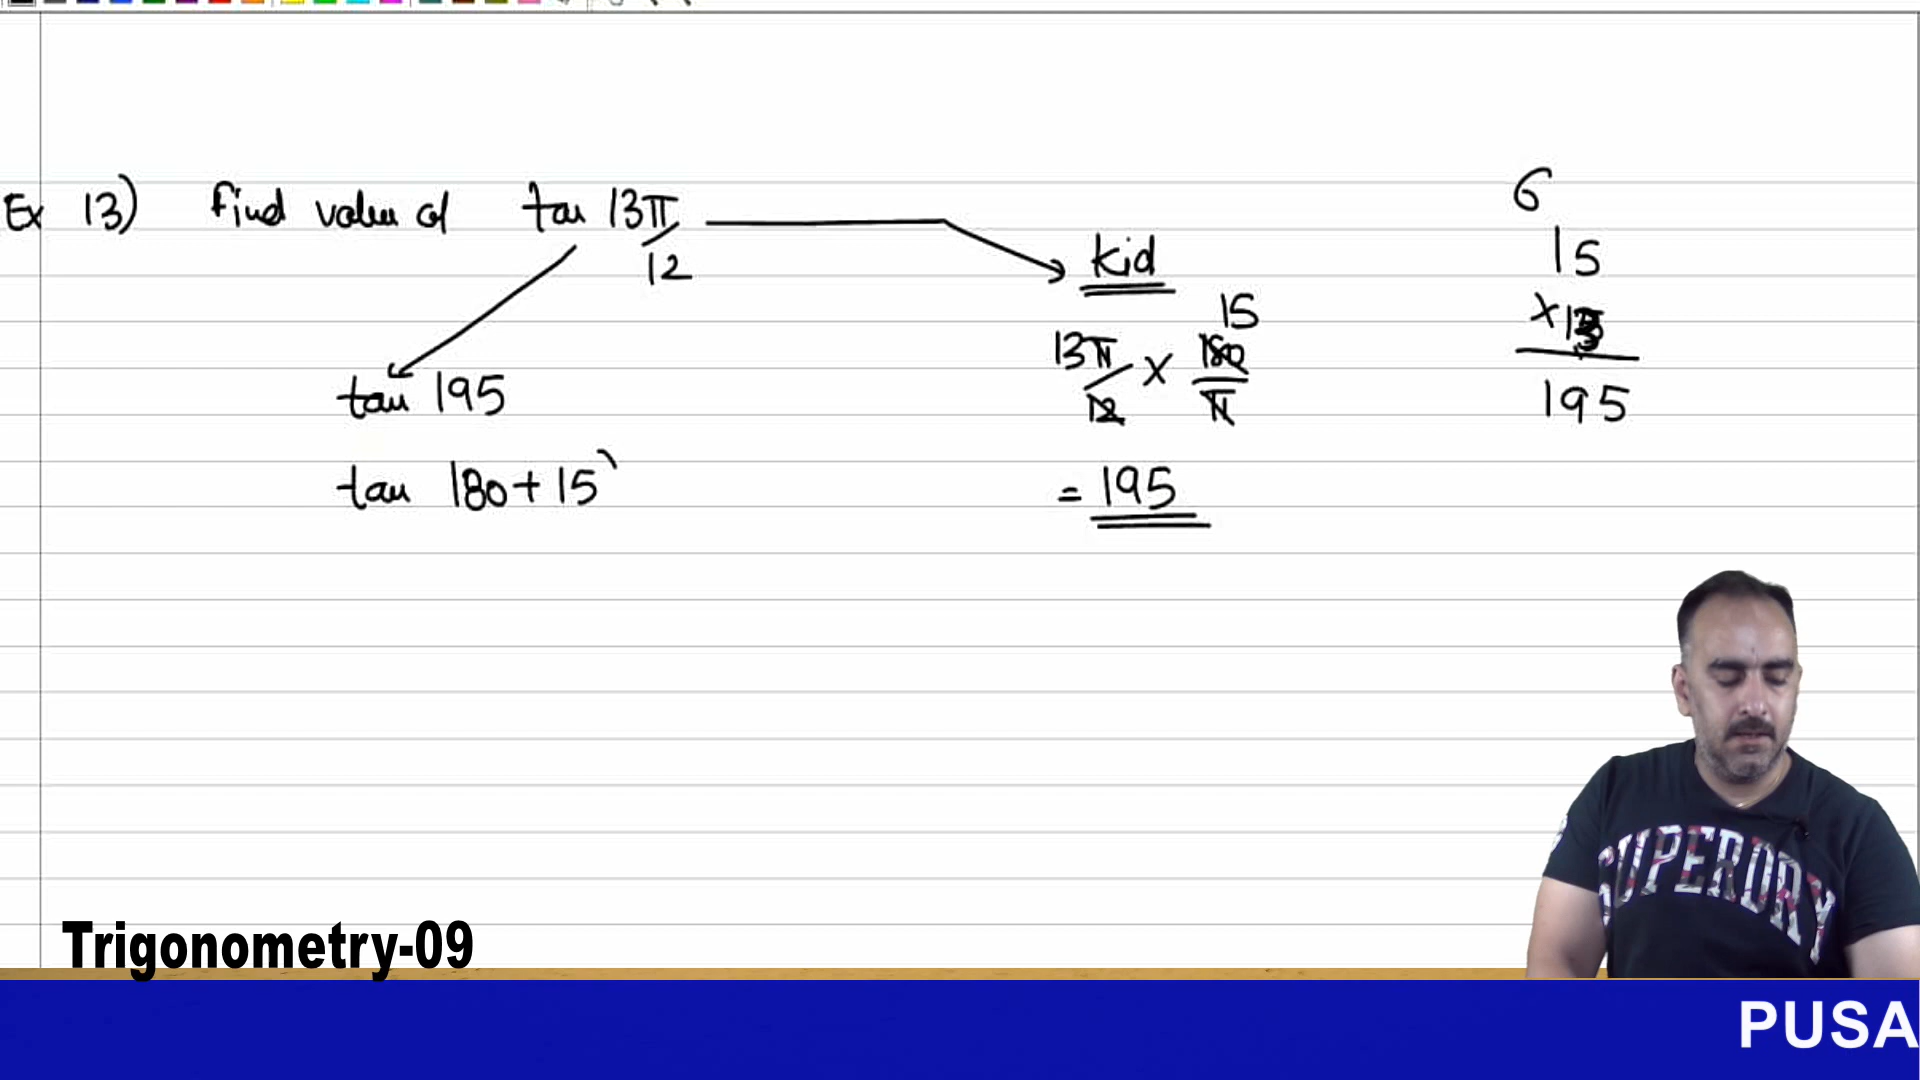 Ex 13) find value of tan 13π/12
kid
13π/12 × 180/π
15
= 195
tan 195
tan 180+15
6
15
×13
195
SUPERDRY
Trigonometry-09
PUSA